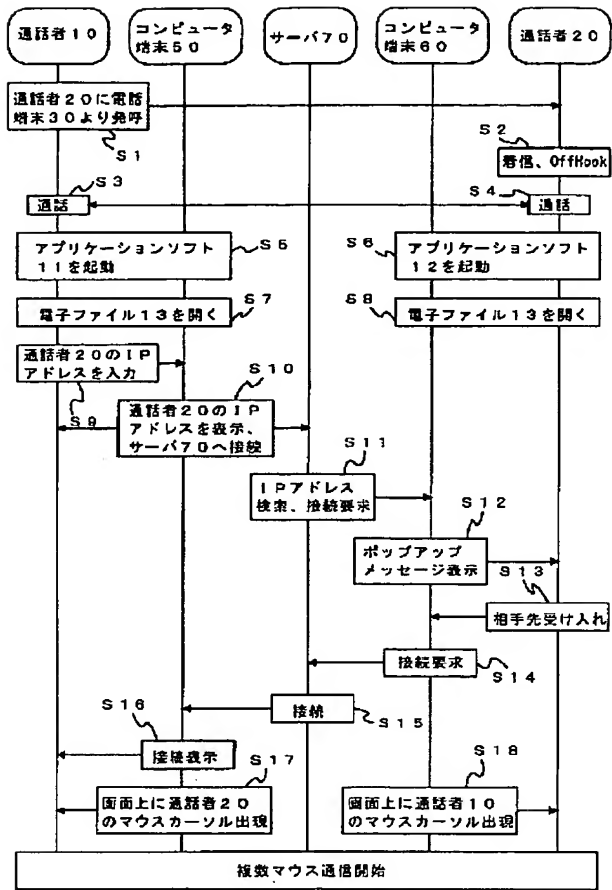 通話者10
コンピュータ
端末50
サーバ70
コンピュータ
端末60
通話者20
通話者20に電話
端末30より発呼
S1
S2
着信、OffHook
S3
通話
S4
通話
アプリケーションソフト
11を起動
S5
S6
アプリケーションソフト
12を起動
電子ファイル13を開く
S7
S8
電子ファイル13を開く
通話者20のIP
アドレスを入力
S9
S10
通話者20のIP
アドレスを表示、
サーバ70へ接続
S11
IPアドレス
検索、接続要求
S12
ポップアップ
メッセージ表示
S13
相手先受け入れ
接続要求
S14
接続
S15
S16
接続表示
S17
画面上に通話者20
のマウスカーソル出現
S18
画面上に通話者10
のマウスカーソル出現
複数マウス通信開始